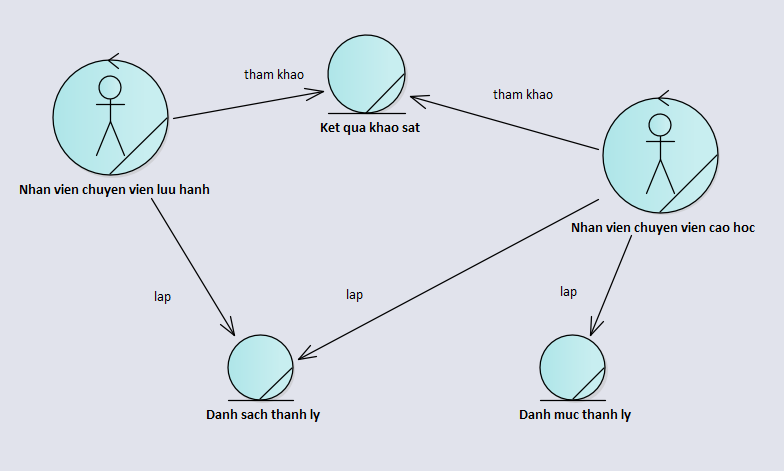 tham khao
tham khao
Ket qua khao sat
Nhan vien chuyen vien luu hanh
Nhan vien chuyen vien cao hoc
lap
lap
lap
Danh sach thanh ly
Danh muc thanh ly